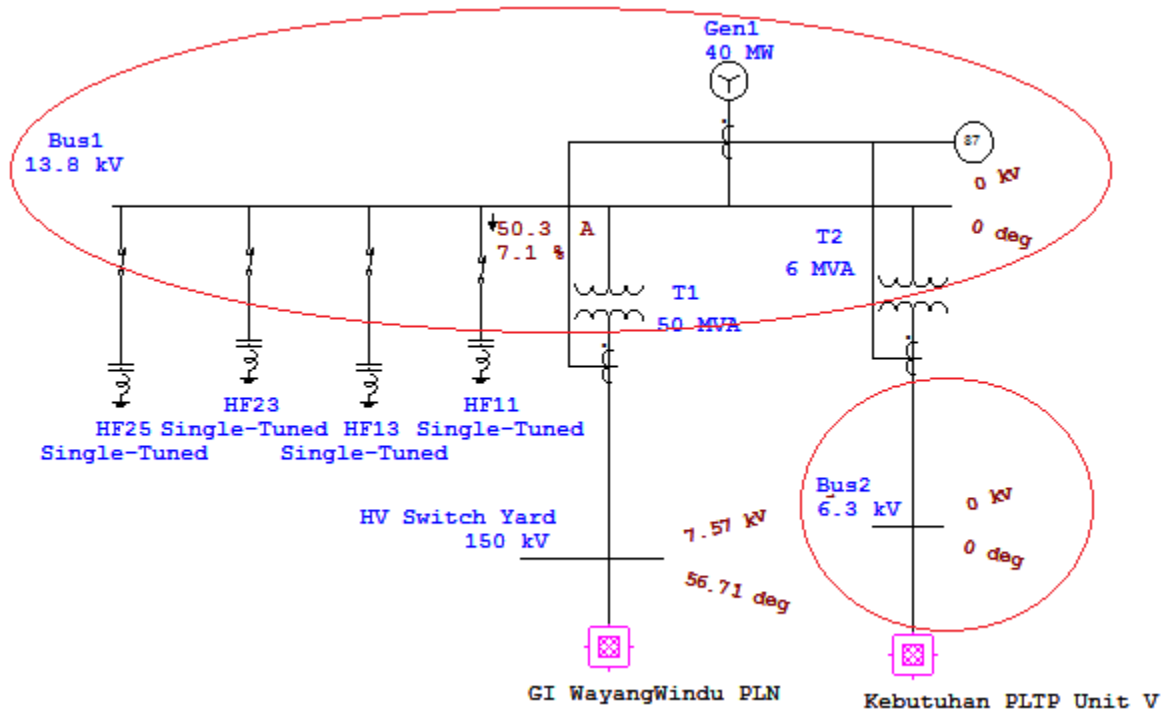 Gen1
40 MW
Bus1
13.8 kV
87
0 kV
0 deg
50.3 A
7.1 %
T2
6 MVA
T1
50 MVA
HF23
HF11
HF25 Single-Tuned HF13 Single-Tuned
Single-Tuned Single-Tuned
Bus2
6.3 kV
0 kV
0 deg
HV Switch Yard
150 kV
7.57 kV
56.71 deg
GI WayangWindu PLN
Kebutuhan PLTP Unit V